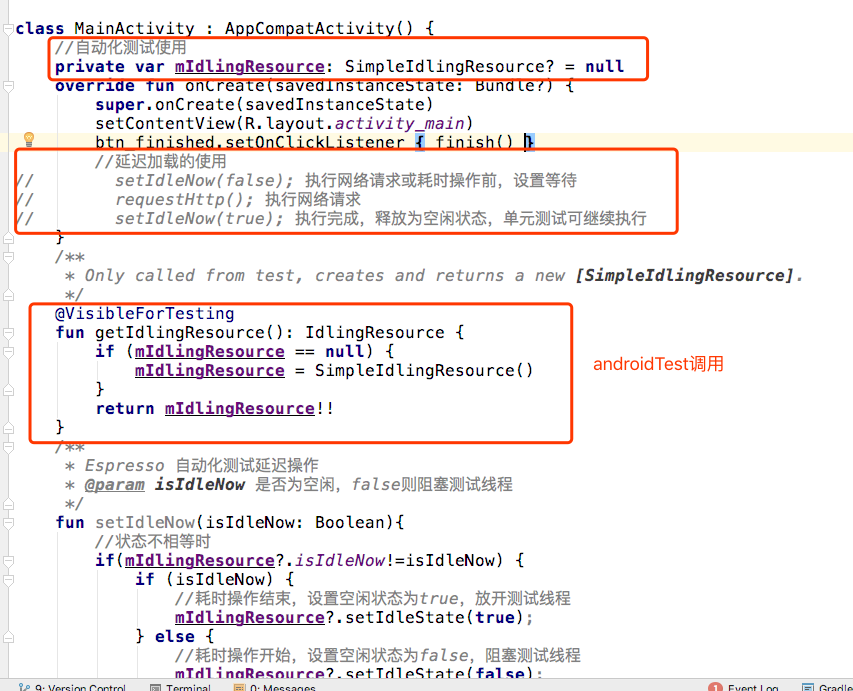 class MainActivity : AppCompatActivity() {
//自动化测试使用
private var mIdlingResource: SimpleIdlingResource? = null
override fun onCreate(savedInstanceState: Bundle?) {
super.onCreate(savedInstanceState)
setContentView(R.layout.activity_main)
btn_finished.setOnClickListener { finish() }
//延迟加载的使用
// setIdleNow(false); 执行网络请求或耗时操作前，设置等待
// requestHttp(); 执行网络请求
// setIdleNow(true); 执行完成，释放为空闲状态，单元测试可继续执行
}
/**
* Only called from test, creates and returns a new [SimpleIdlingResource].
*/
@VisibleForTesting
fun getIdlingResource(): IdlingResource {
if (mIdlingResource == null) {
mIdlingResource = SimpleIdlingResource()
}
return mIdlingResource!!
}
androidTest调用
/**
* Espresso 自动化测试延迟操作
* @param isIdleNow 是否为空闲，false则阻塞测试线程
*/
fun setIdleNow(isIdleNow: Boolean){
//状态不相等时
if(mIdlingResource?.isIdleNow!=isIdleNow) {
if (isIdleNow) {
//耗时操作结束，设置空闲状态为true，放开测试线程
mIdlingResource?.setIdleState(true);
} else {
//耗时操作开始，设置空闲状态为false，阻塞测试线程
mIdlingResource?.setIdleState(false);
9: Version Control Terminal 0: Messages 1 Event Log Gradle